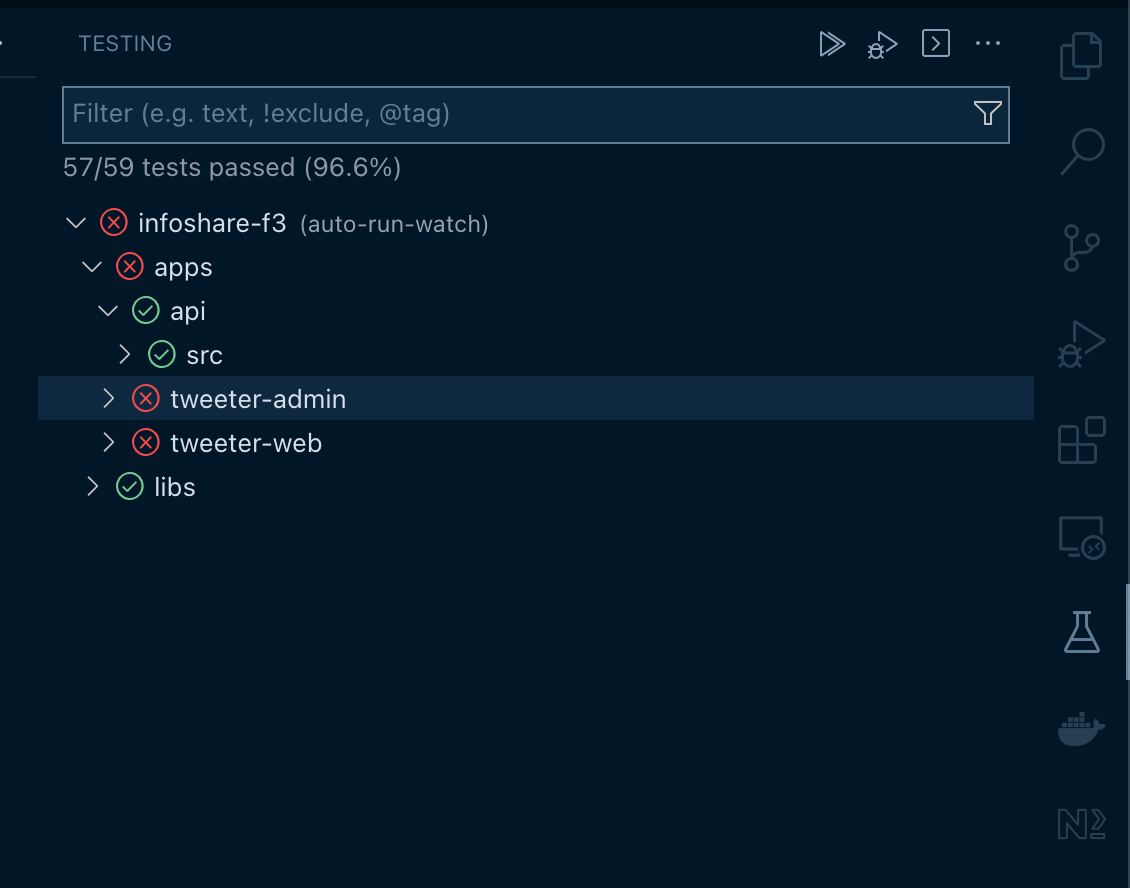 TESTING
Filter (e.g. text, !exclude, @tag)
57/59 tests passed (96.6%)
infoshare-f3 (auto-run-watch)
apps
api
src
tweeter-admin
tweeter-web
libs